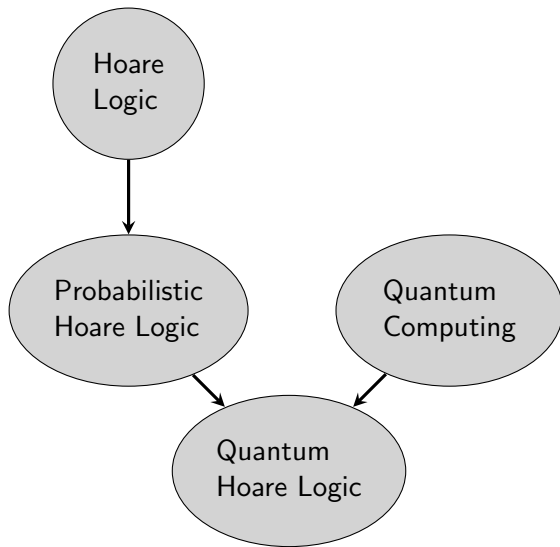 Hoare
Logic
Probabilistic
Hoare Logic
Quantum
Computing
Quantum
Hoare Logic